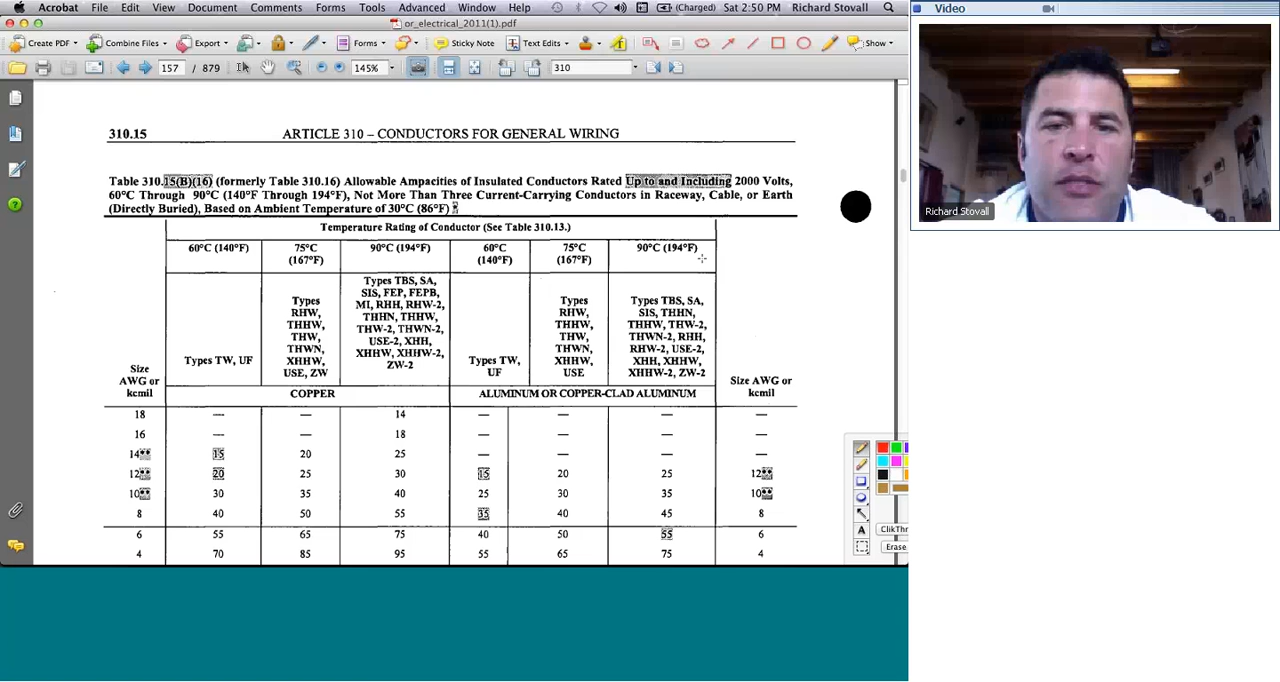 Acrobat File Edit View Document Comments Forms Tools Advanced Window Help (Charged) Sat 2:50 PM Richard Stovall
or_electrical_2011(1).pdf
Create PDF Combine Files Export Forms Sticky Note Text Edits Show
157 / 879 145% 310
310.15 ARTICLE 310 – CONDUCTORS FOR GENERAL WIRING
Table 310.15(B)(16) (formerly Table 310.16) Allowable Ampacities of Insulated Conductors Rated Up to and Including 2000 Volts,
60°C Through 90°C (140°F Through 194°F), Not More Than Three Current-Carrying Conductors in Raceway, Cable, or Earth
(Directly Buried), Based on Ambient Temperature of 30°C (86°F)
Temperature Rating of Conductor (See Table 310.13.)
60°C (140°F) 75°C (167°F) 90°C (194°F) 60°C (140°F) 75°C (167°F) 90°C (194°F)
Size AWG or kcmil
Types TW, UF
Types RHW, THHW, THW, THWN, XHHW, USE, ZW
Types TBS, SA, SIS, FEP, FEPB, MI, RHH, RHW-2, THHN, THHW, THW-2, THWN-2, USE-2, XHH, XHHW, XHHW-2, ZW-2
Types TW, UF
Types RHW, THHW, THW, THWN, XHHW, USE
Types TBS, SA, SIS, THHN, THHW, THW-2, THWN-2, RHH, RHW-2, USE-2, XHH, XHHW, XHHW-2, ZW-2
Size AWG or kcmil
COPPER ALUMINUM OR COPPER-CLAD ALUMINUM
18 — — 14 — — — —
16 — — 18 — — — —
14** 15 20 25 — — — —
12** 20 25 30 15 20 25 12**
10** 30 35 40 25 30 35 10**
8 40 50 55 35 40 45 8
6 55 65 75 40 50 55 6
4 70 85 95 55 65 75 4
A
ClikThr
Erase
Video
Richard Stovall